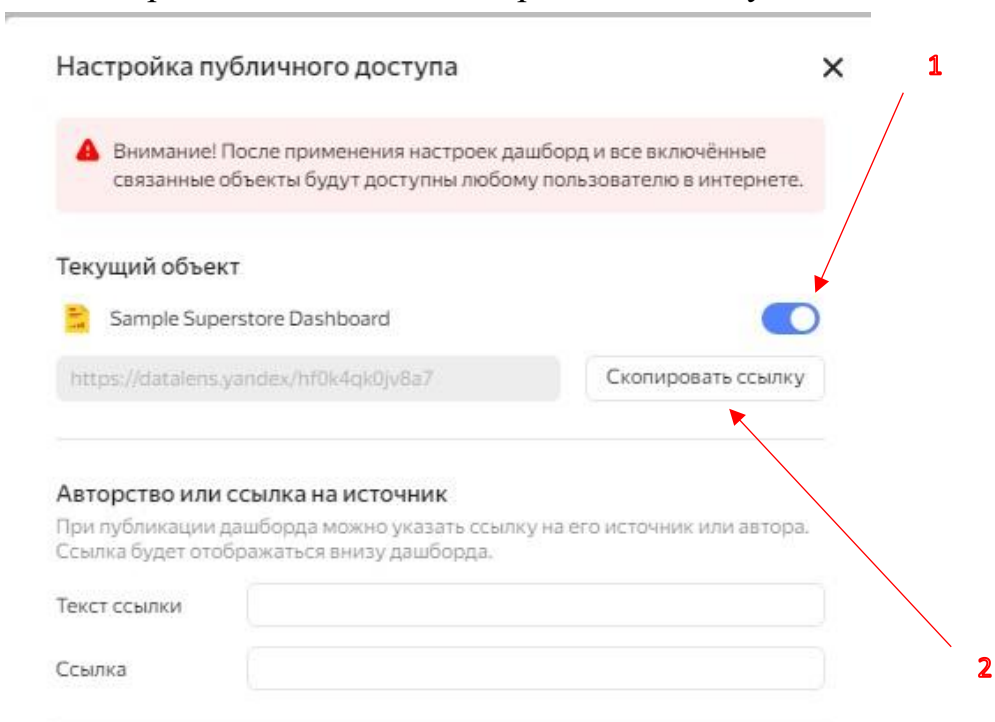 Настройка публичного доступа
1
Внимание! После применения настроек дашборд и все включённые
связанные объекты будут доступны любому пользователю в интернете.
Текущий объект
Sample Superstore Dashboard
https://datalens.yandex/hf0k4qk0jv8a7
Скопировать ссылку
Авторство или ссылка на источник
При публикации дашборда можно указать ссылку на его источник или автора.
Ссылка будет отображаться внизу дашборда.
Текст ссылки
Ссылка
2